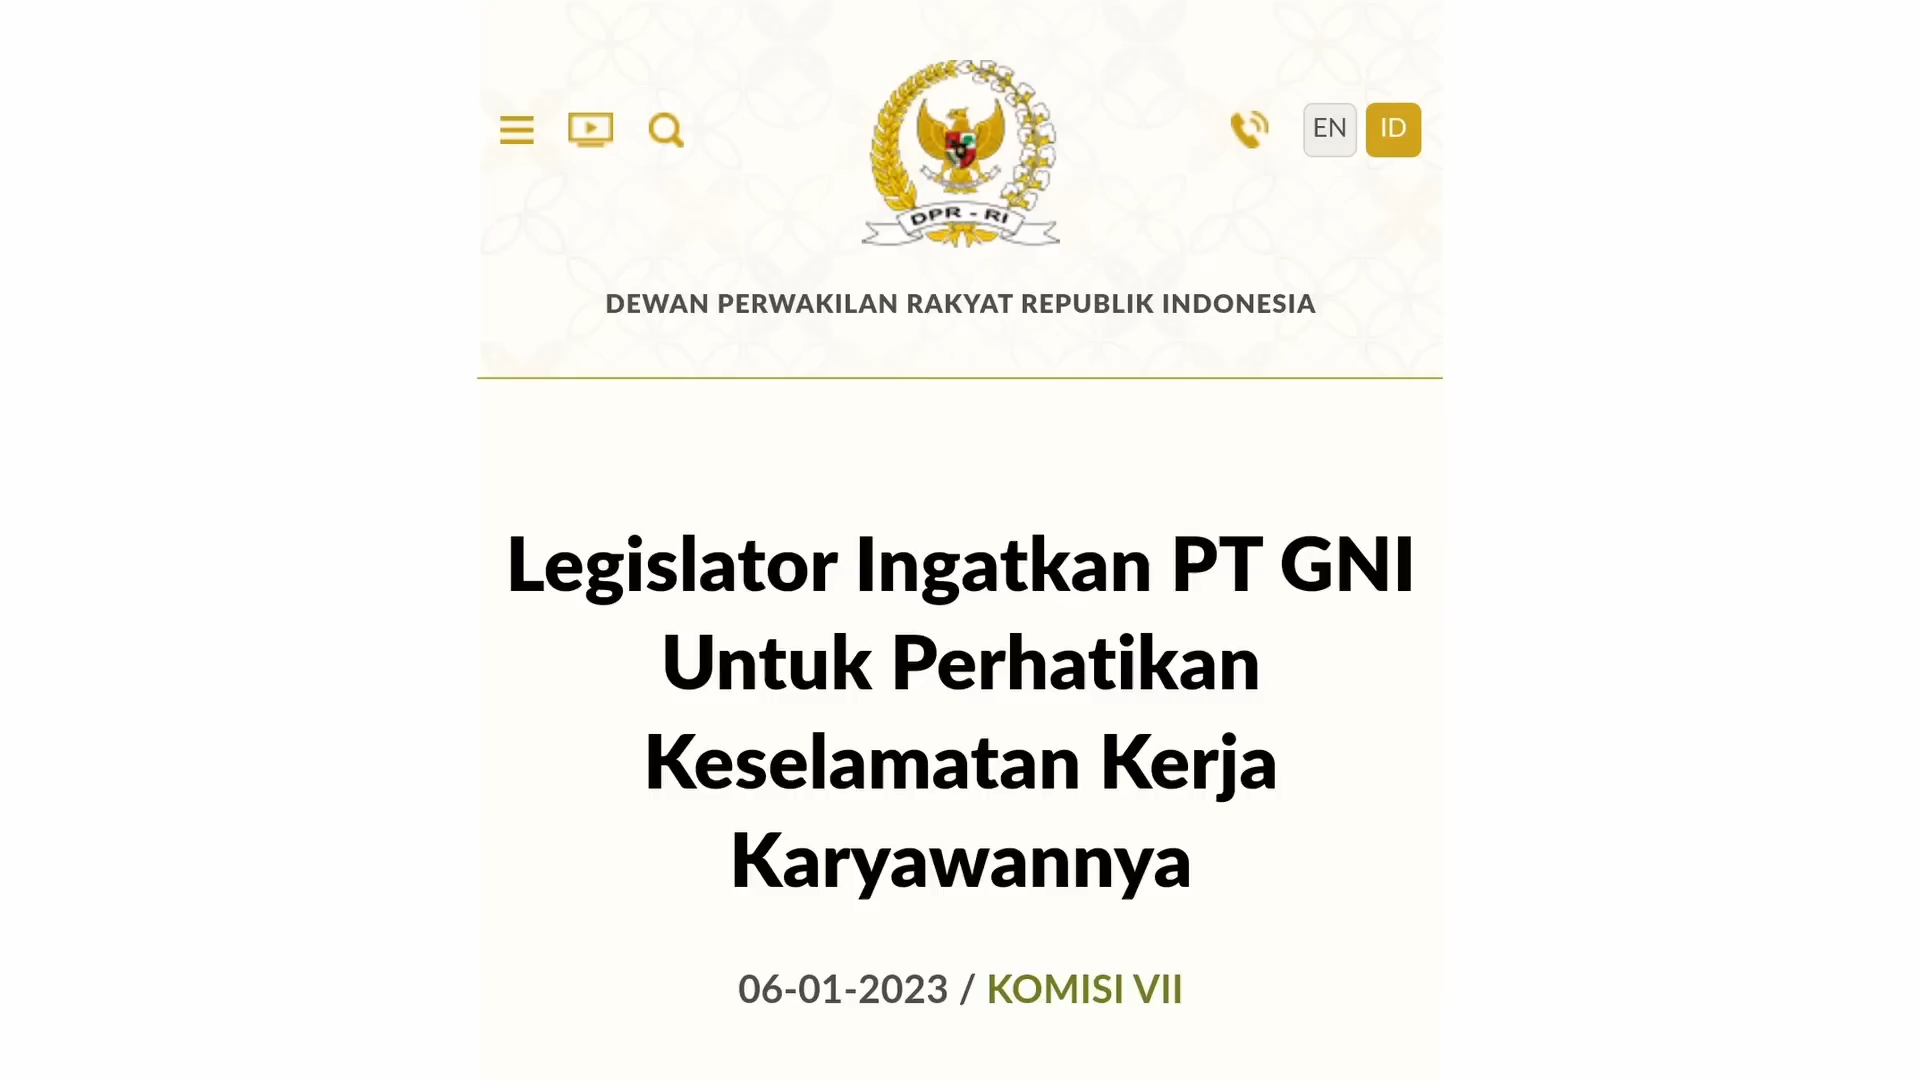 EN
ID
DPR - RI
DEWAN PERWAKILAN RAKYAT REPUBLIK INDONESIA
Legislator Ingatkan PT GNI
Untuk Perhatikan
Keselamatan Kerja
Karyawannya
06-01-2023 / KOMISI VII